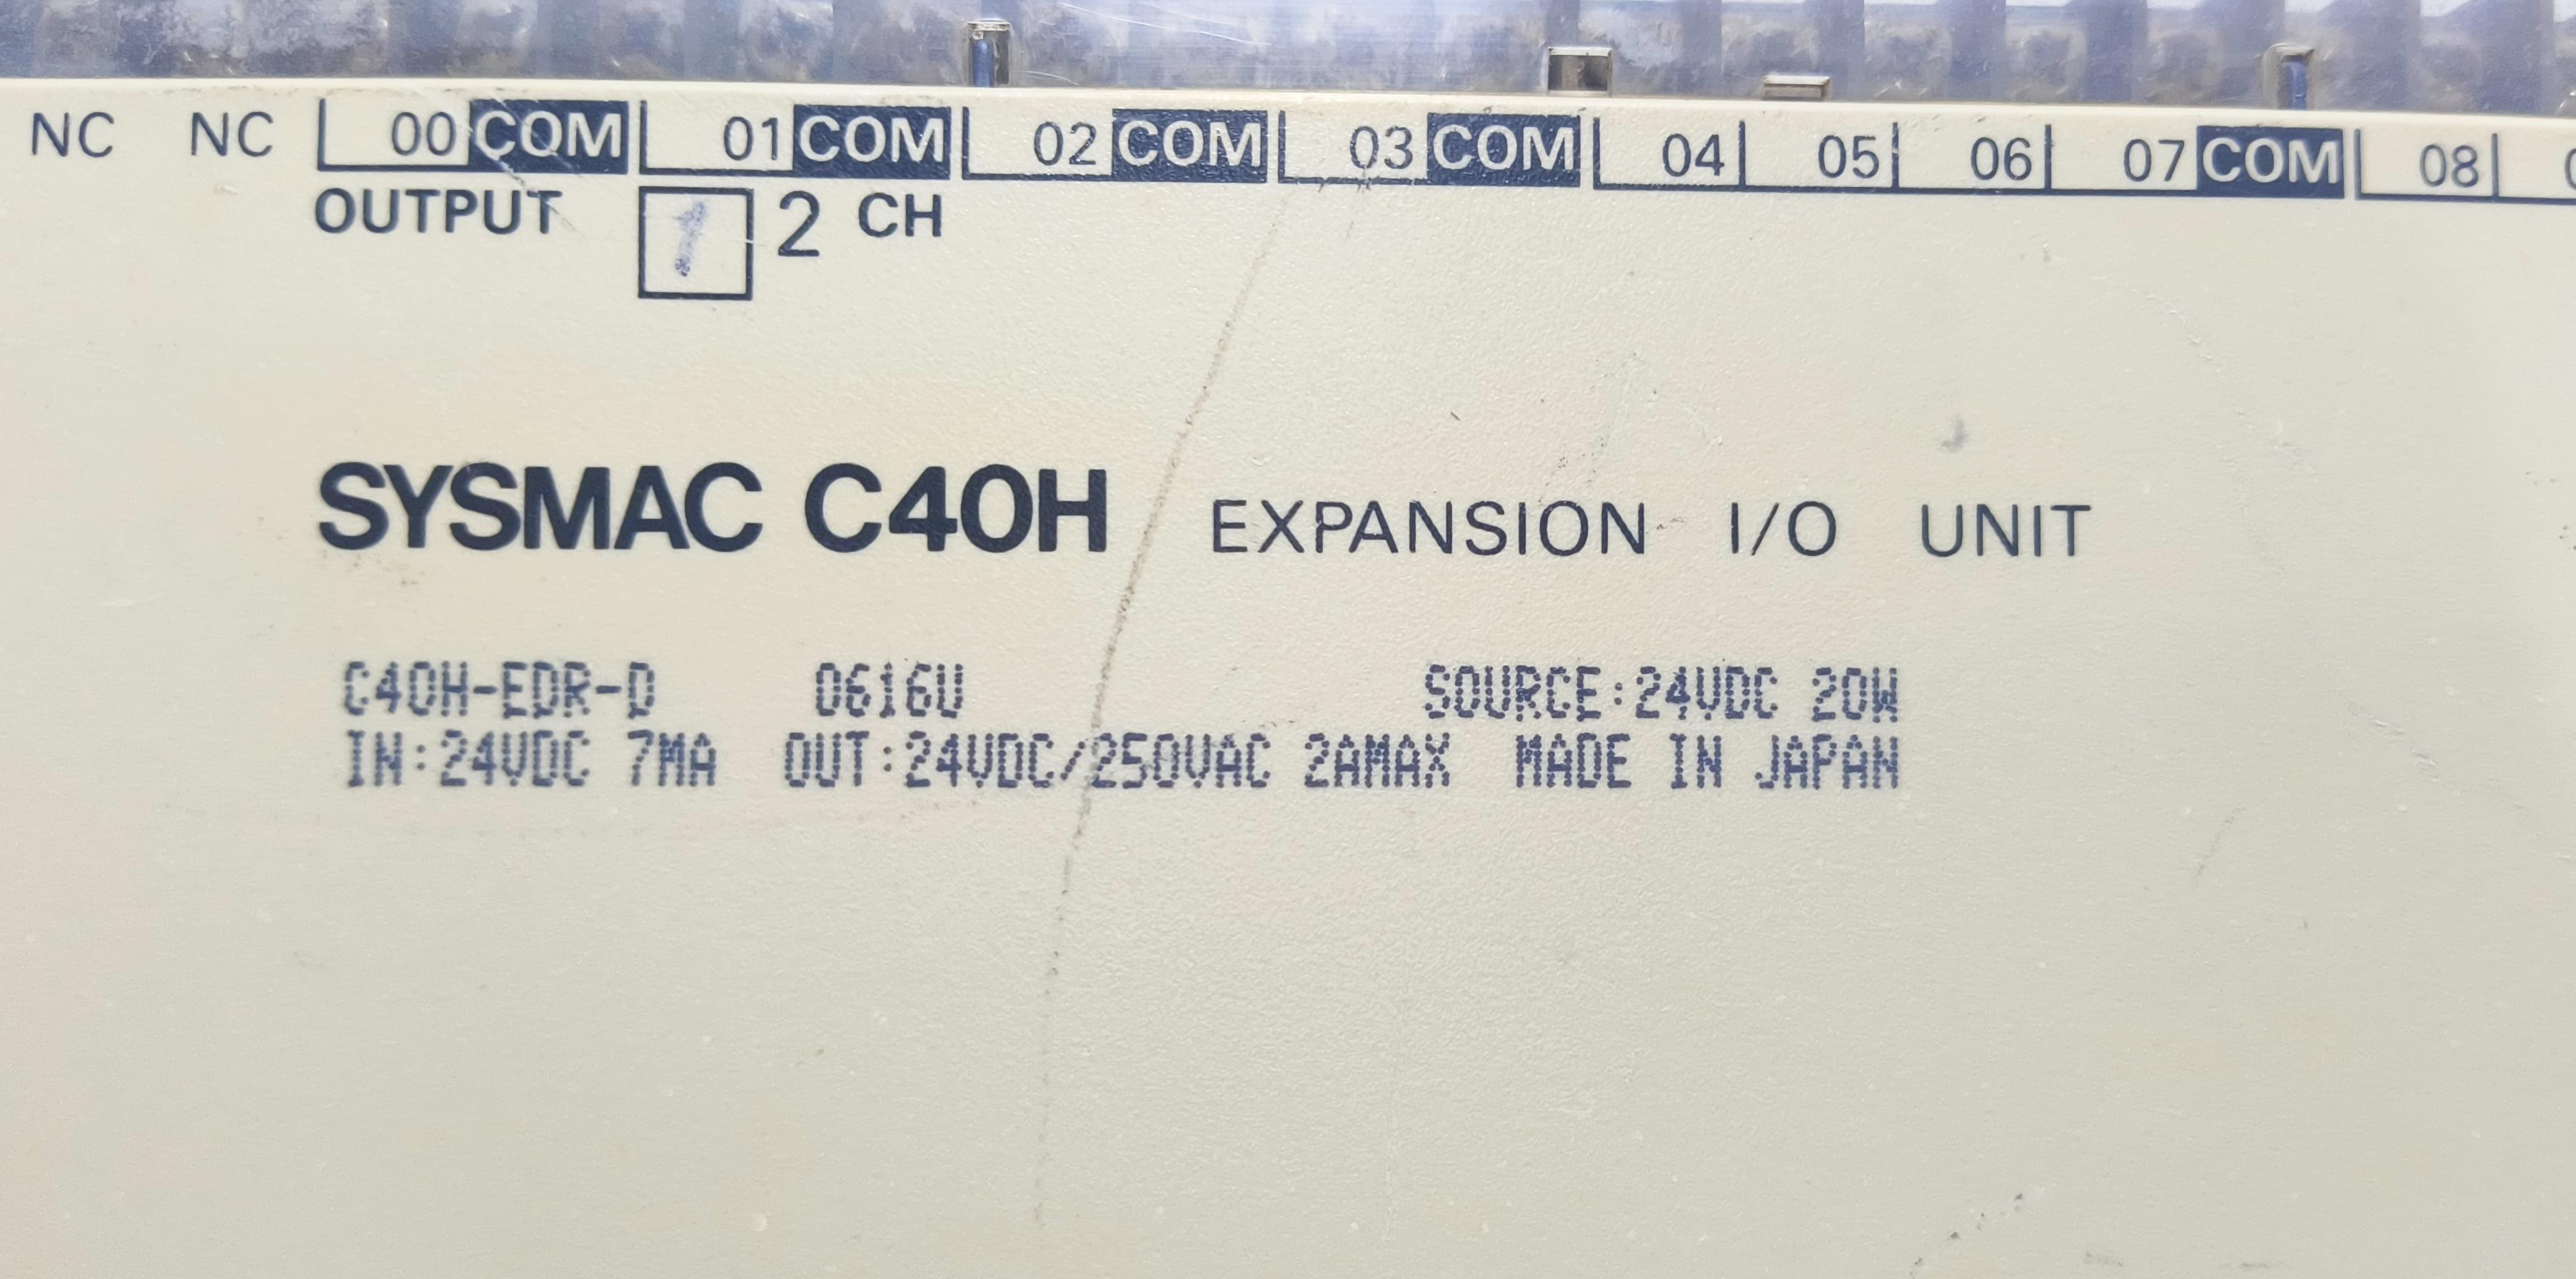 NC NC 00 COM 01 COM 02 COM 03 COM 04 05 06 07 COM 08
OUTPUT 1 2 CH
SYSMAC C40H EXPANSION I/O UNIT
C40H-EDR-D 0616U SOURCE:24VDC 20W
IN:24VDC 7MA OUT:24VDC/250VAC 2AMAX MADE IN JAPAN